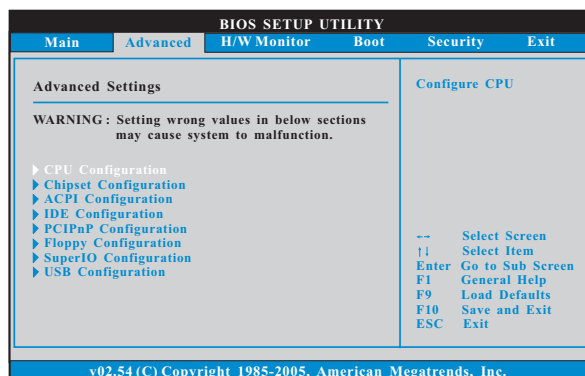 BIOS SETUP UTILITY
Main Advanced H/W Monitor Boot Security Exit
Advanced Settings
WARNING : Setting wrong values in below sections
may cause system to malfunction.
CPU Configuration
Chipset Configuration
ACPI Configuration
IDE Configuration
PCIPnP Configuration
Floppy Configuration
SuperIO Configuration
USB Configuration
Configure CPU
←→ Select Screen
↑↓ Select Item
Enter Go to Sub Screen
F1 General Help
F9 Load Defaults
F10 Save and Exit
ESC Exit
v02.54 (C) Copyright 1985-2005, American Megatrends, Inc.